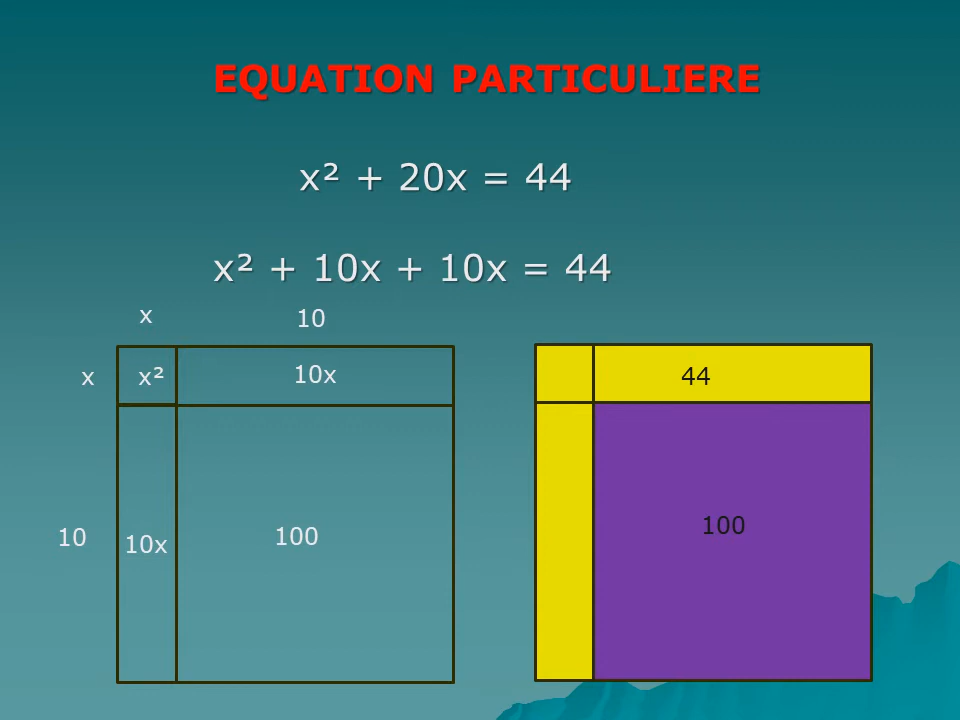 EQUATION PARTICULIERE
x² + 20x = 44
x² + 10x + 10x = 44
x 10
x x² 10x
10 10x 100
44
100